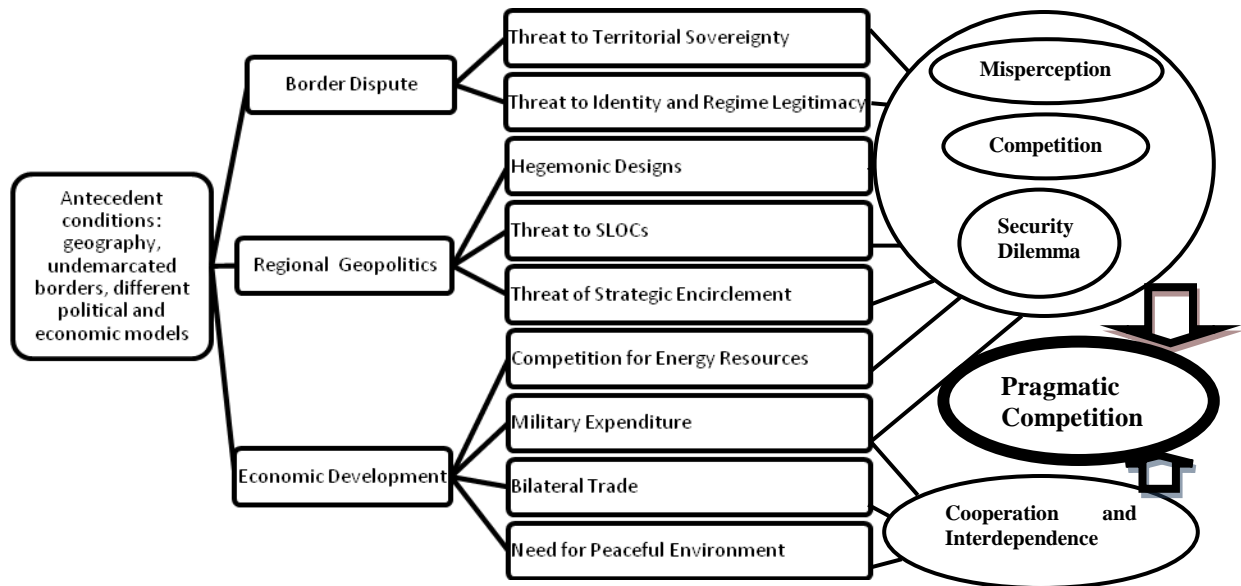 Antecedent
conditions:
geography,
undemarcated
borders, different
political and
economic models
Border Dispute
Regional Geopolitics
Economic Development
Threat to Territorial Sovereignty
Threat to Identity and Regime Legitimacy
Hegemonic Designs
Threat to SLOCs
Threat of Strategic Encirclement
Competition for Energy Resources
Military Expenditure
Bilateral Trade
Need for Peaceful Environment
Misperception
Competition
Security
Dilemma
Pragmatic
Competition
Cooperation and
Interdependence